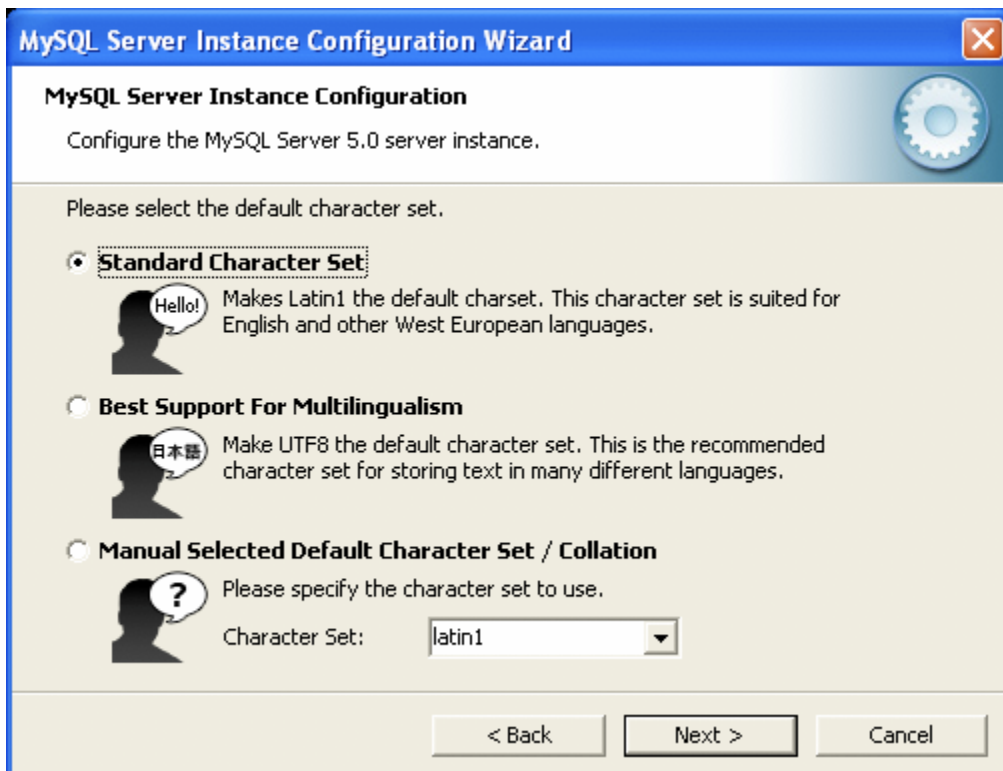 MySQL Server Instance Configuration Wizard
MySQL Server Instance Configuration
Configure the MySQL Server 5.0 server instance.
Please select the default character set.
Standard Character Set
Hello!
Makes Latin1 the default charset. This character set is suited for
English and other West European languages.
Best Support For Multilingualism
日本語
Make UTF8 the default character set. This is the recommended
character set for storing text in many different languages.
Manual Selected Default Character Set / Collation
?
Please specify the character set to use.
Character Set: latin1
< Back Next > Cancel